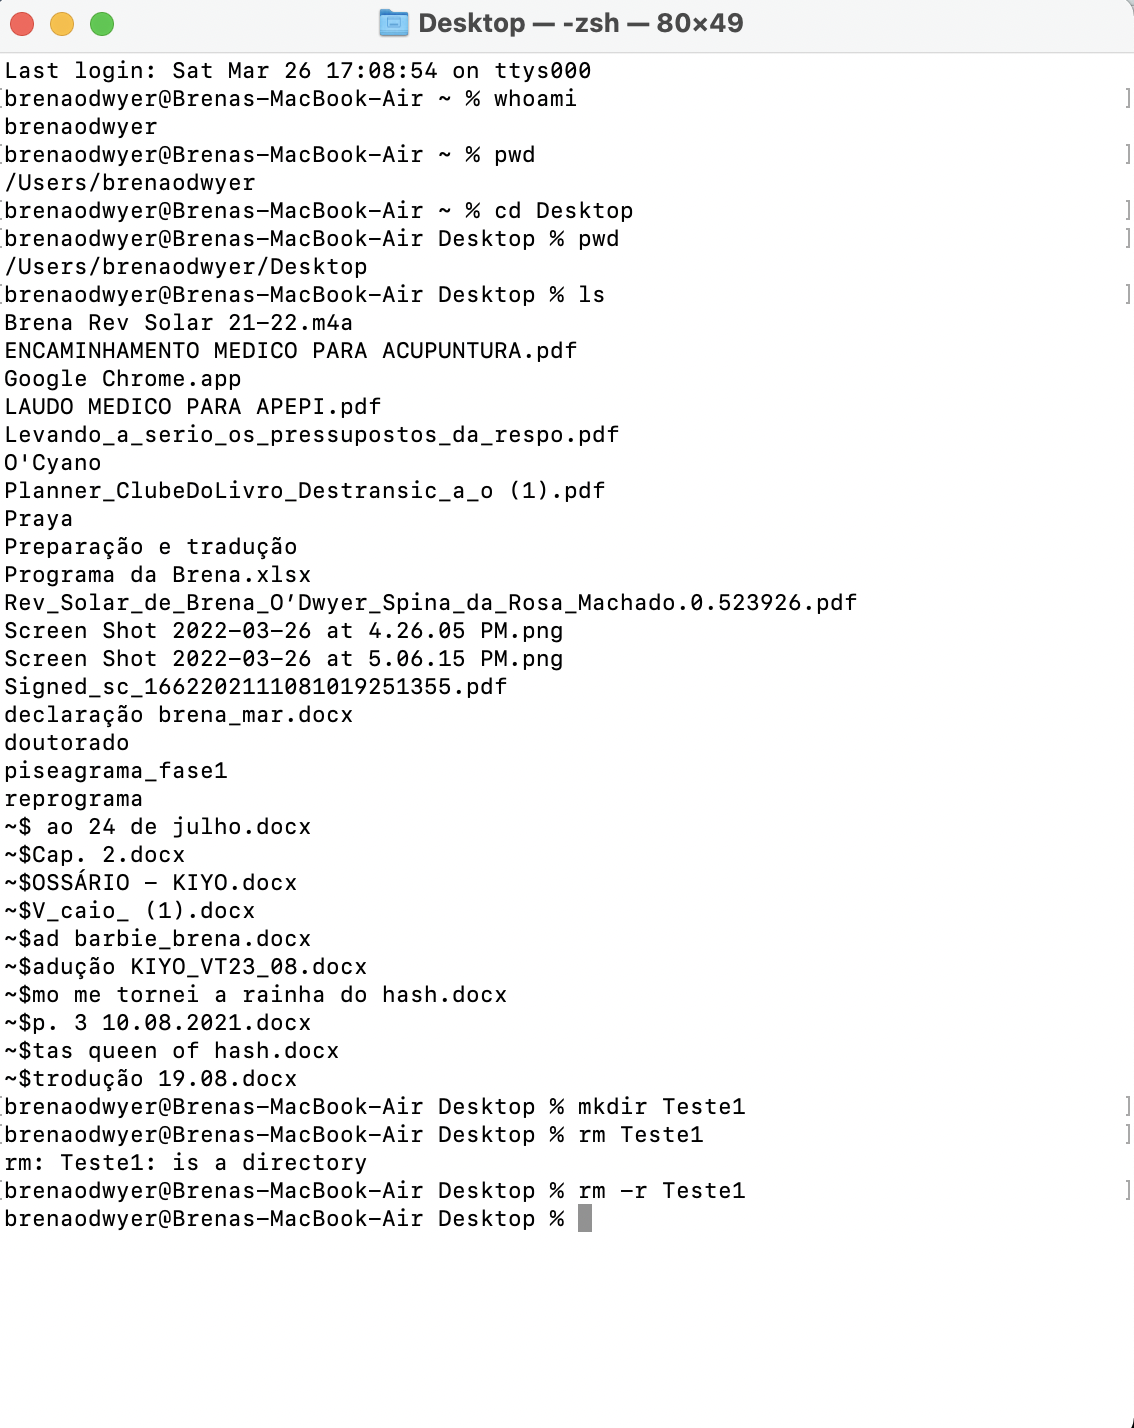 Desktop — -zsh — 80×49
Last login: Sat Mar 26 17:08:54 on ttys000
[brenaodwyer@Brenas-MacBook-Air ~ % whoami ]
brenaodwyer
[brenaodwyer@Brenas-MacBook-Air ~ % pwd ]
/Users/brenaodwyer
[brenaodwyer@Brenas-MacBook-Air ~ % cd Desktop ]
[brenaodwyer@Brenas-MacBook-Air Desktop % pwd ]
/Users/brenaodwyer/Desktop
[brenaodwyer@Brenas-MacBook-Air Desktop % ls ]
Brena Rev Solar 21-22.m4a
ENCAMINHAMENTO MEDICO PARA ACUPUNTURA.pdf
Google Chrome.app
LAUDO MEDICO PARA APEPI.pdf
Levando_a_serio_os_pressupostos_da_respo.pdf
O'Cyano
Planner_ClubeDoLivro_Destransic_a_o (1).pdf
Praya
Preparação e tradução
Programa da Brena.xlsx
Rev_Solar_de_Brena_O’Dwyer_Spina_da_Rosa_Machado.0.523926.pdf
Screen Shot 2022-03-26 at 4.26.05 PM.png
Screen Shot 2022-03-26 at 5.06.15 PM.png
Signed_sc_16622021110810192513​55.pdf
declaração brena_mar.docx
doutorado
piseagrama_fase1
reprograma
~$ ao 24 de julho.docx
~$Cap. 2.docx
~$OSSÁRIO - KIYO.docx
~$V_caio_ (1).docx
~$ad barbie_brena.docx
~$adução KIYO_VT23_08.docx
~$mo me tornei a rainha do hash.docx
~$p. 3 10.08.2021.docx
~$tas queen of hash.docx
~$trodução 19.08.docx
[brenaodwyer@Brenas-MacBook-Air Desktop % mkdir Teste1 ]
[brenaodwyer@Brenas-MacBook-Air Desktop % rm Teste1 ]
rm: Teste1: is a directory
[brenaodwyer@Brenas-MacBook-Air Desktop % rm -r Teste1 ]
brenaodwyer@Brenas-MacBook-Air Desktop %